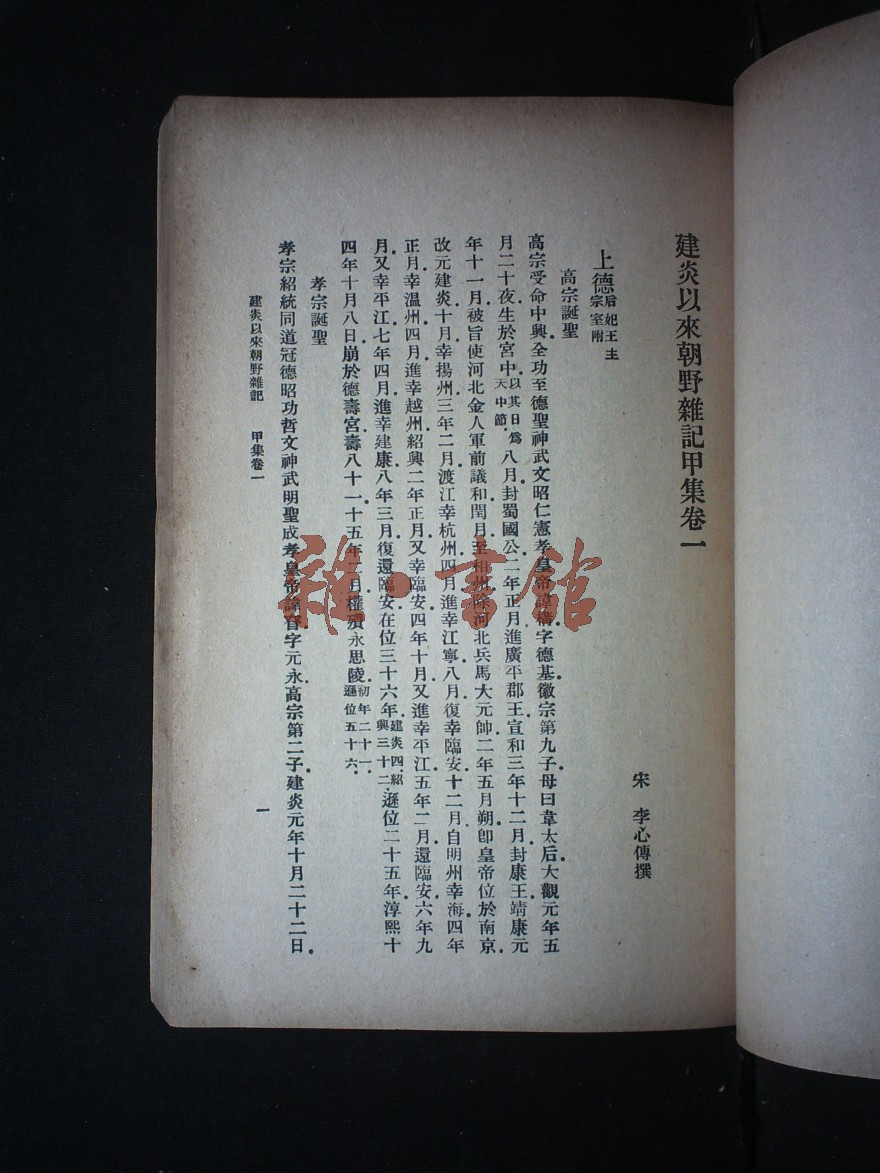 建炎以來朝野雜記甲集卷一
宋 李心傳撰
上德后妃王主宗室附
高宗誕聖
高宗受命中興全功至德聖神武文昭仁憲孝皇帝諱構字德基徽宗第九子母曰韋太后大觀元年五
月二十夜生於宮中以其日爲天中節八月封蜀國公二年正月進廣平郡王宣和三年十二月封康王靖康元
年十一月被旨使河北金人軍前議和閏月至相州除河北兵馬大元帥二年五月朔卽皇帝位於南京
改元建炎十月幸揚州三年二月渡江幸杭州四月進幸江寧八月復幸臨安十二月自明州幸海四年
正月幸溫州四月進幸越州紹興二年正月又幸臨安四年十月又進幸平江五年二月還臨安六年九
月又幸平江七年四月進幸建康八年三月復還臨安在位三十六年建炎四紹興三十二遜位二十五年淳熙十
四年十月八日崩於德壽宮壽八十一十五年二月權殯永思陵初年二十一遜位五十六
孝宗誕聖
孝宗紹統同道冠德昭功哲文神武明聖成孝皇帝諱眘字元永高宗第二子建炎元年十月二十二日
建炎以來朝野雜記 甲集卷一
一
雜·書館